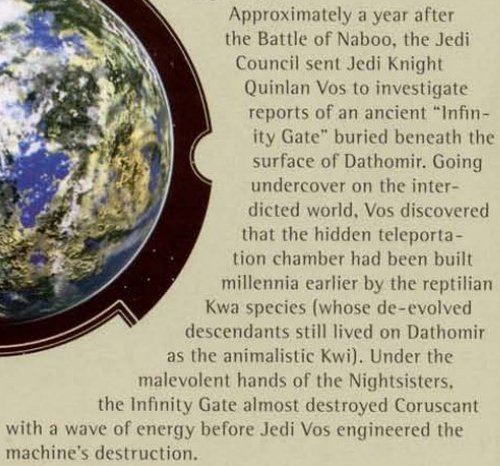 Approximately a year after
the Battle of Naboo, the Jedi
Council sent Jedi Knight
Quinlan Vos to investigate
reports of an ancient “Infin-
ity Gate” buried beneath the
surface of Dathomir. Going
undercover on the inter-
dicted world, Vos discovered
that the hidden teleporta-
tion chamber had been built
millennia earlier by the reptilian
Kwa species (whose de-evolved
descendants still lived on Dathomir
as the animalistic Kwi). Under the
malevolent hands of the Nightsisters,
the Infinity Gate almost destroyed Coruscant
with a wave of energy before Jedi Vos engineered the
machine’s destruction.